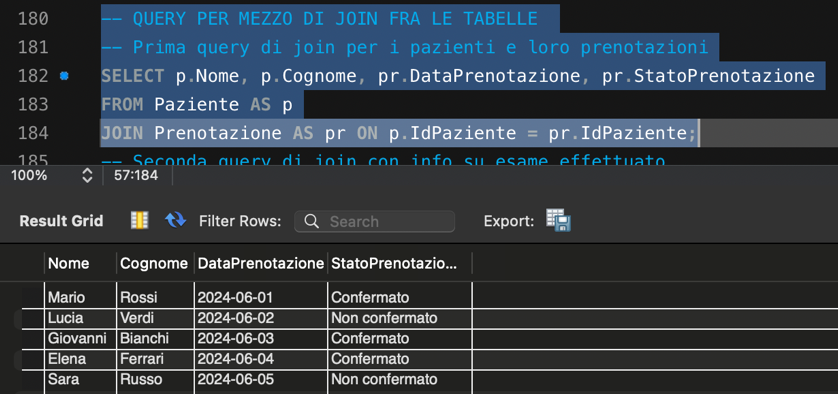 180 -- QUERY PER MEZZO DI JOIN FRA LE TABELLE
181 -- Prima query di join per i pazienti e loro prenotazioni
182 SELECT p.Nome, p.Cognome, pr.DataPrenotazione, pr.StatoPrenotazione
183 FROM Paziente AS p
184 JOIN Prenotazione AS pr ON p.IdPaziente = pr.IdPaziente;
185 -- Seconda query di join con info su esame effettuato
100% 57:184
Result Grid Filter Rows: Search Export:
Nome Cognome DataPrenotazione StatoPrenotazio...
Mario Rossi 2024-06-01 Confermato
Lucia Verdi 2024-06-02 Non confermato
Giovanni Bianchi 2024-06-03 Confermato
Elena Ferrari 2024-06-04 Confermato
Sara Russo 2024-06-05 Non confermato